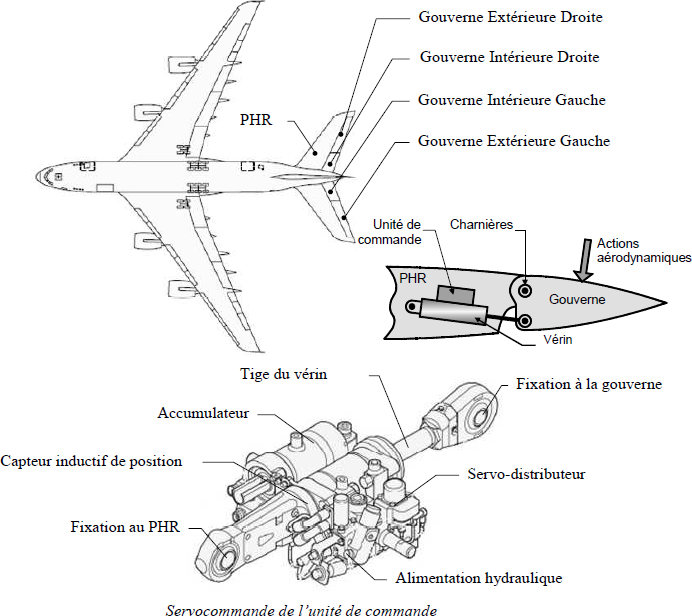 Gouverne Extérieure Droite
Gouverne Intérieure Droite
Gouverne Intérieure Gauche
PHR
Gouverne Extérieure Gauche
Unité de
commande
Charnières
Actions
aérodynamiques
PHR
Gouverne
Vérin
Tige du vérin
Fixation à la gouverne
Accumulateur
Capteur inductif de position
Servo-distributeur
Fixation au PHR
Alimentation hydraulique
Servocommande de l'unité de commande